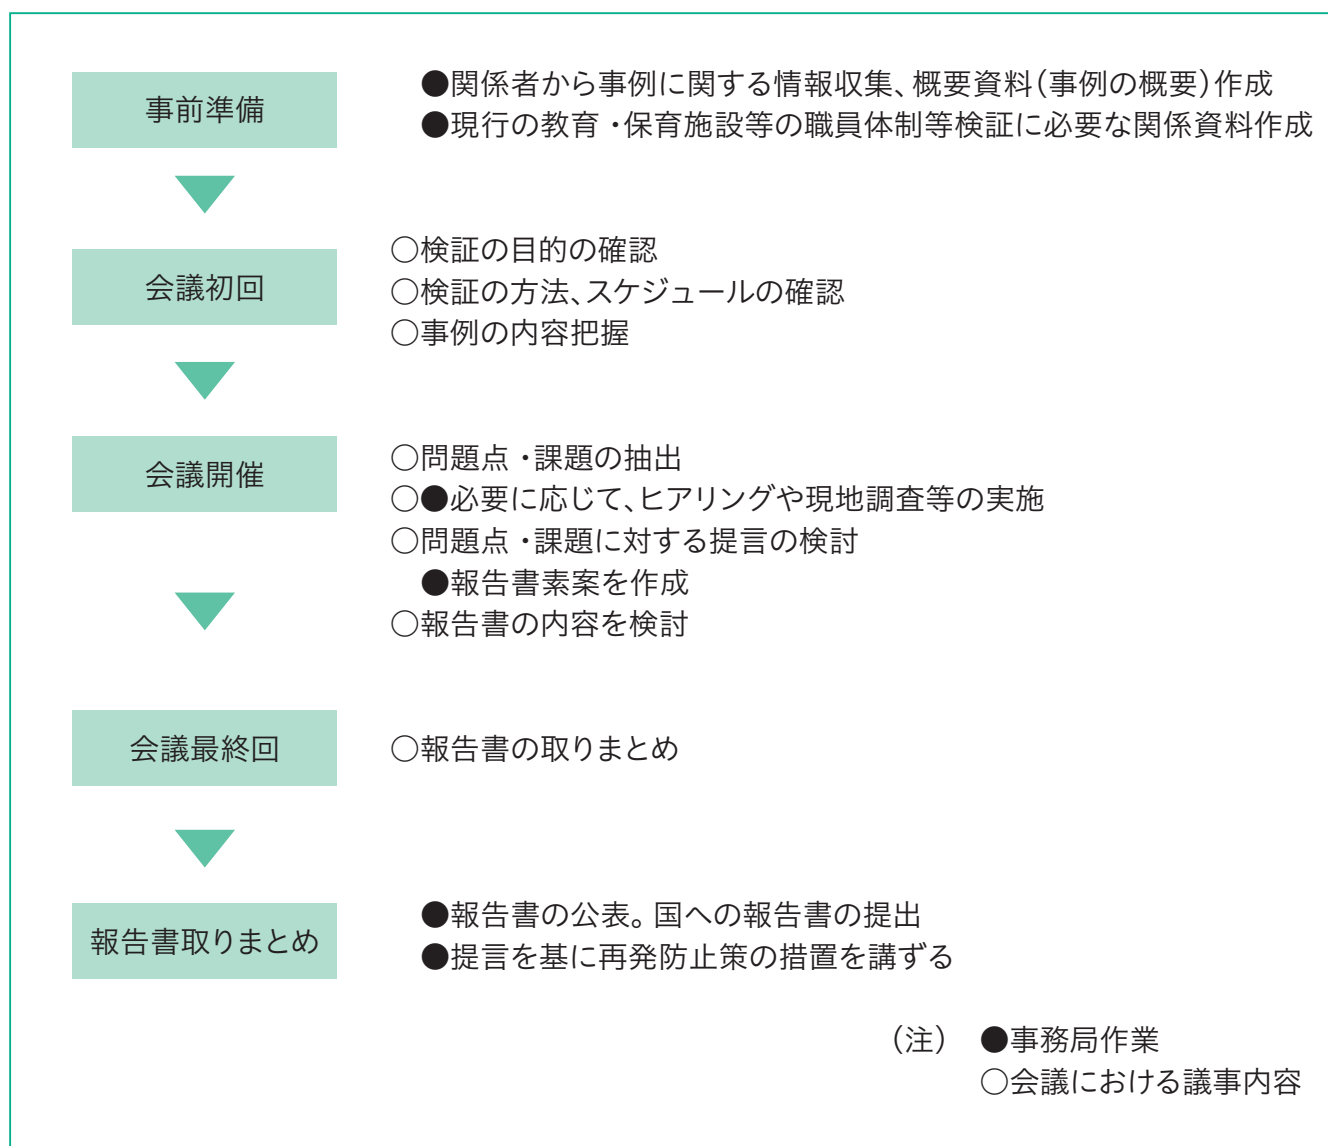 事前準備
●関係者から事例に関する情報収集、概要資料(事例の概要)作成
●現行の教育・保育施設等の職員体制等検証に必要な関係資料作成
会議初回
○検証の目的の確認
○検証の方法、スケジュールの確認
○事例の内容把握
会議開催
○問題点・課題の抽出
○●必要に応じて、ヒアリングや現地調査等の実施
○問題点・課題に対する提言の検討
●報告書素案を作成
○報告書の内容を検討
会議最終回
○報告書の取りまとめ
報告書取りまとめ
●報告書の公表。国への報告書の提出
●提言を基に再発防止策の措置を講ずる
(注) ●事務局作業
○会議における議事内容